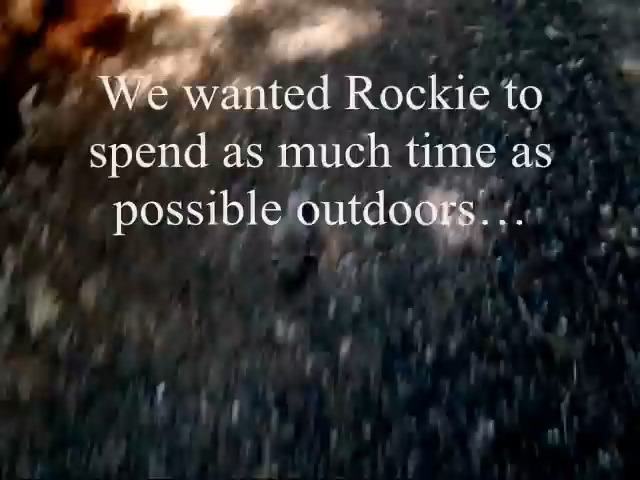 We wanted Rockie to
spend as much time as
possible outdoors…